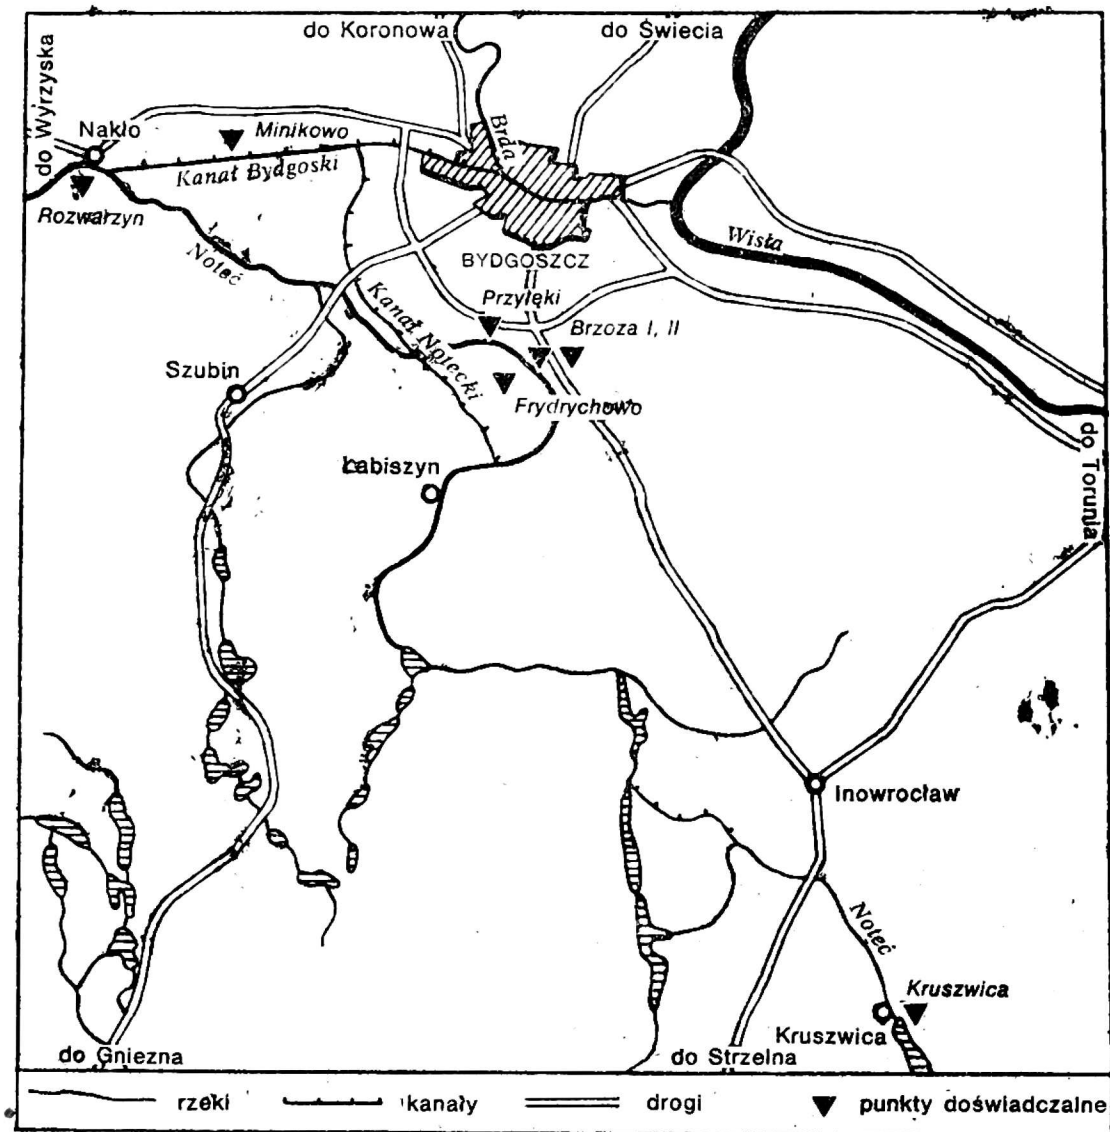 do Koronowa
do Świecia
do Wyrzyska
Nakło
Minikowo
Brda
Kanał Bydgoski
Rozwarzyn
Wisła
Noteć
BYDGOSZCZ
Przyłęki
Kanał Notecki
Brzoza I, II
Szubin
Frydrychowo
Łabiszyn
do Torunia
Inowrocław
Noteć
Kruszwica
Kruszwica
do Gniezna
do Strzelna
rzeki
kanały
drogi
punkty doświadczalne